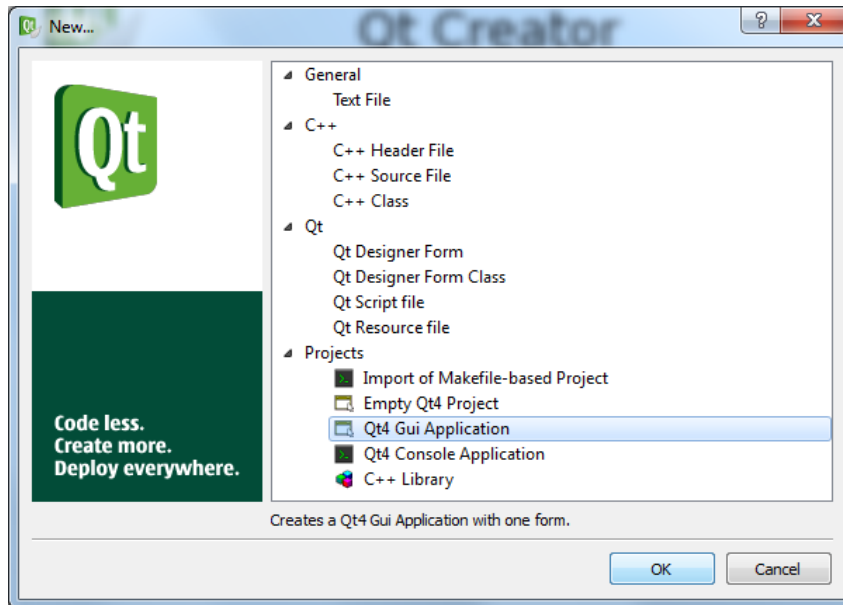 New...
Qt Creator
Qt
General
Text File
C++
C++ Header File
C++ Source File
C++ Class
Qt
Qt Designer Form
Qt Designer Form Class
Qt Script file
Qt Resource file
Projects
Import of Makefile-based Project
Empty Qt4 Project
Qt4 Gui Application
Qt4 Console Application
C++ Library
Code less.
Create more.
Deploy everywhere.
Creates a Qt4 Gui Application with one form.
OK
Cancel